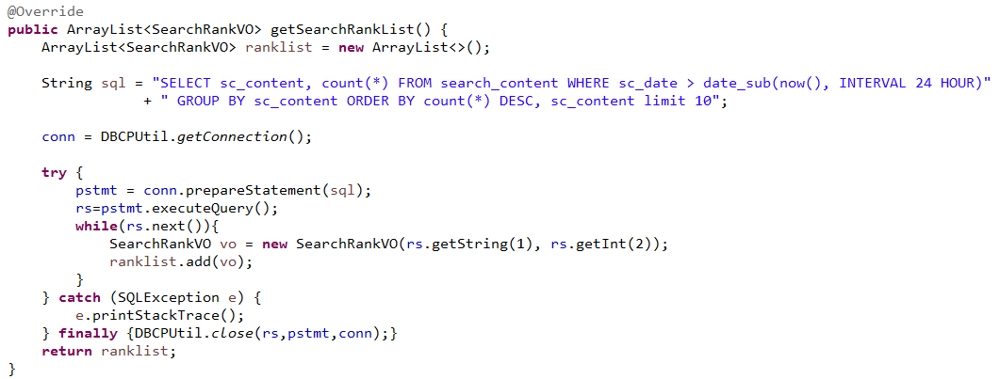 @Override
public ArrayList<SearchRankVO> getSearchRankList() {
    ArrayList<SearchRankVO> ranklist = new ArrayList<>();

    String sql = "SELECT sc_content, count(*) FROM search_content WHERE sc_date > date_sub(now(), INTERVAL 24 HOUR)"
                + " GROUP BY sc_content ORDER BY count(*) DESC, sc_content limit 10";

    conn = DBCPUtil.getConnection();

    try {
        pstmt = conn.prepareStatement(sql);
        rs=pstmt.executeQuery();
        while(rs.next()){
            SearchRankVO vo = new SearchRankVO(rs.getString(1), rs.getInt(2));
            ranklist.add(vo);
        }
    } catch (SQLException e) {
        e.printStackTrace();
    } finally {DBCPUtil.close(rs,pstmt,conn);}
    return ranklist;
}